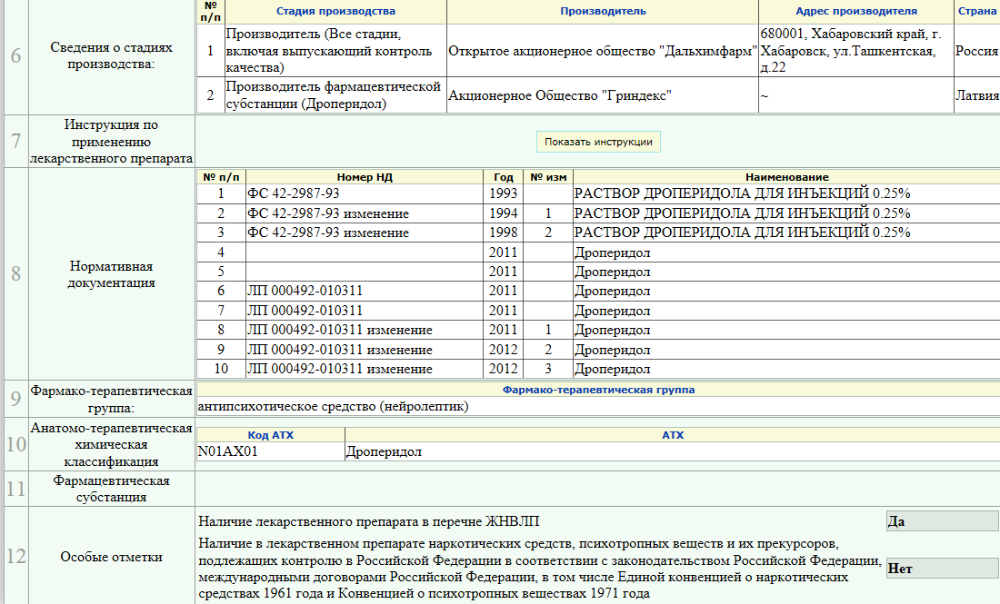 № п/п Стадия производства Производитель Адрес производителя Страна
6 Сведения о стадиях производства:
1 Производитель (Все стадии, включая выпускающий контроль качества) Открытое акционерное общество "Дальхимфарм" 680001, Хабаровский край, г. Хабаровск, ул.Ташкентская, д.22 Россия
2 Производитель фармацевтической субстанции (Дроперидол) Акционерное Общество "Гриндекс" ~ Латвия
7 Инструкция по применению лекарственного препарата
Показать инструкции
8 Нормативная документация
№ п/п Номер НД Год № изм Наименование
1 ФС 42-2987-93 1993 РАСТВОР ДРОПЕРИДОЛА ДЛЯ ИНЪЕКЦИЙ 0.25%
2 ФС 42-2987-93 изменение 1994 1 РАСТВОР ДРОПЕРИДОЛА ДЛЯ ИНЪЕКЦИЙ 0.25%
3 ФС 42-2987-93 изменение 1998 2 РАСТВОР ДРОПЕРИДОЛА ДЛЯ ИНЪЕКЦИЙ 0.25%
4 2011 Дроперидол
5 2011 Дроперидол
6 ЛП 000492-010311 2011 Дроперидол
7 ЛП 000492-010311 2011 Дроперидол
8 ЛП 000492-010311 изменение 2011 1 Дроперидол
9 ЛП 000492-010311 изменение 2012 2 Дроперидол
10 ЛП 000492-010311 изменение 2012 3 Дроперидол
9 Фармако-терапевтическая группа:
Фармако-терапевтическая группа
антипсихотическое средство (нейролептик)
10 Анатомо-терапевтическая химическая классификация
Код АТХ АТХ
N01AX01 Дроперидол
11 Фармацевтическая субстанция
12 Особые отметки
Наличие лекарственного препарата в перечне ЖНВЛП Да
Наличие в лекарственном препарате наркотических средств, психотропных веществ и их прекурсоров,
подлежащих контролю в Российской Федерации в соответствии с законодательством Российской Федерации,
международными договорами Российской Федерации, в том числе Единой конвенцией о наркотических
средствах 1961 года и Конвенцией о психотропных веществах 1971 года
Нет